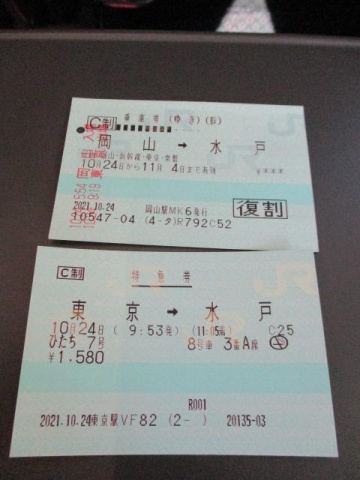 C制 乗車券 (ゆき)
岡山 → 水戸
10月24日から11月 4日まで有効
¥****
2021.10.24
岡山駅MK6発行
復割
10547-04 (4-タ)R792C52
C制 特急券
東京 → 水戸
10月24日( 9:53発) (11:05着) C25
ひたち 7号 8号車 3番A席
¥1,580
R001
2021.10.24東京駅VF82 (2- ) 20135-03